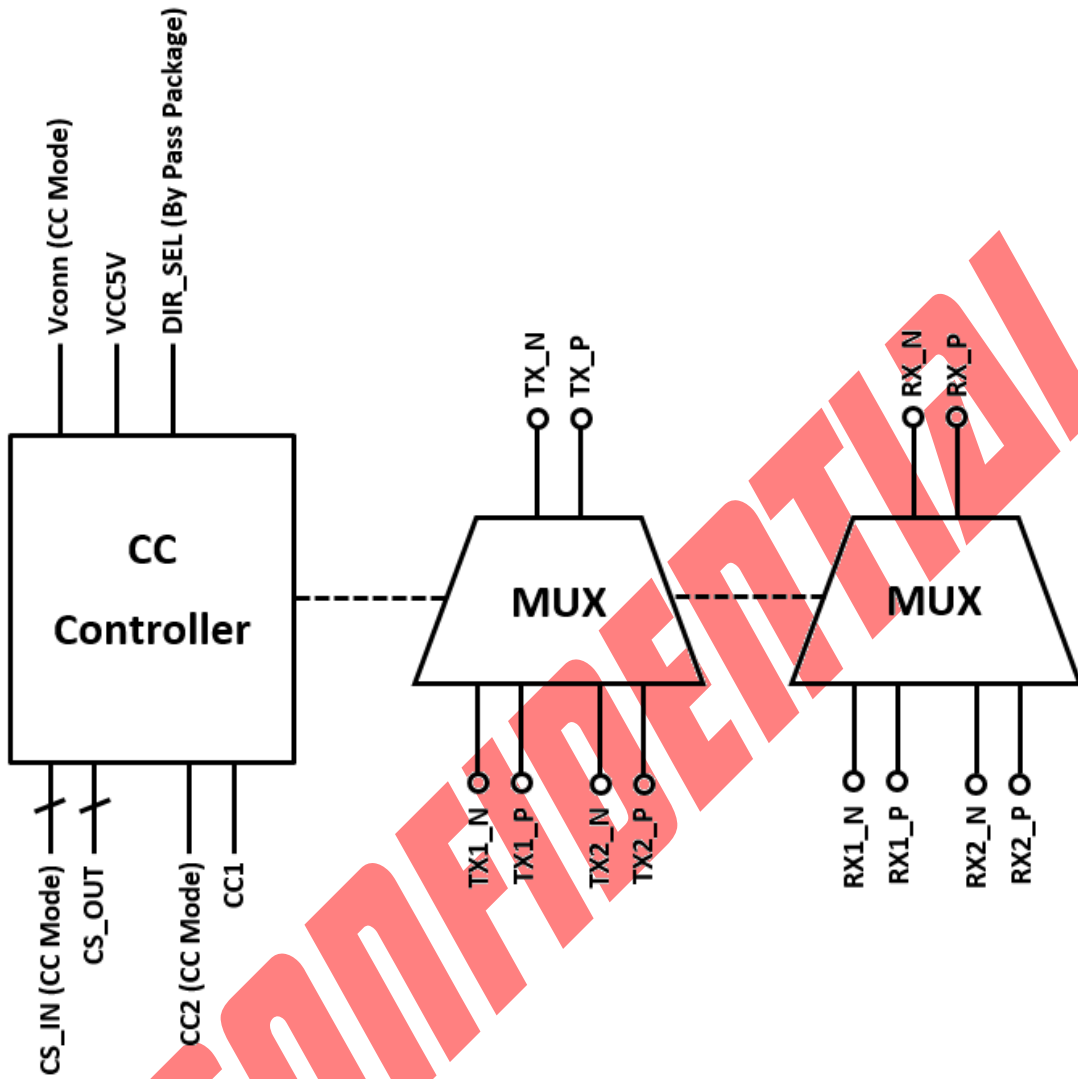 Vconn (CC Mode)
VCC5V
DIR_SEL (By Pass Package)
TX_N
TX_P
RX_N
RX_P
CC
Controller
MUX
MUX
CS_IN (CC Mode)
CS_OUT
CC2 (CC Mode)
CC1
TX1_N
TX1_P
TX2_N
TX2_P
RX1_N
RX1_P
RX2_N
RX2_P
CONFIDENTIAL